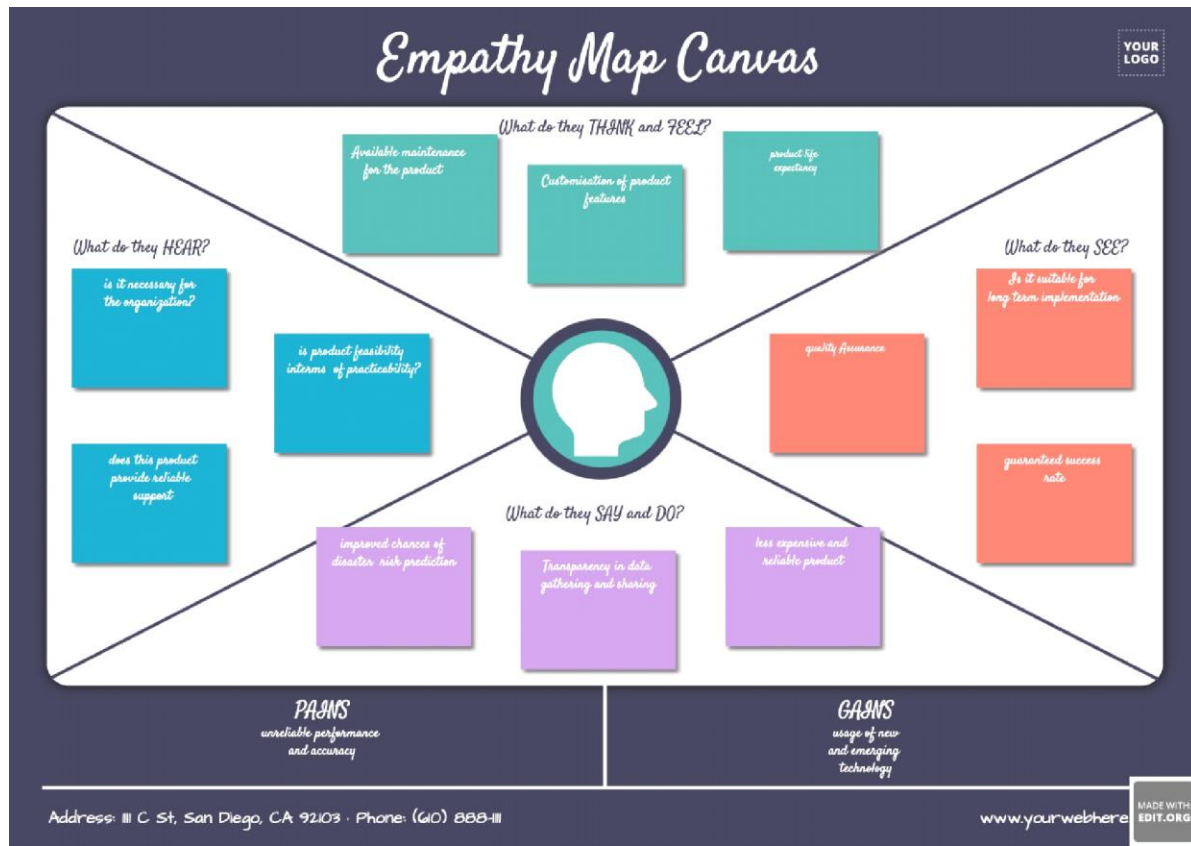 Empathy Map Canvas
YOUR
LOGO
What do they THINK and FEEL?
Available maintenance
for the product
Customisation of product
features
product life
expectancy
What do they HEAR?
is it necessary for
the organization?
is product feasibility
interms of practicability?
does this product
provide reliable
support
What do they SEE?
Is it suitable for
long term implementation
quality Assurance
guaranteed success
rate
What do they SAY and DO?
improved chances of
disaster risk prediction
Transparency in data
gathering and sharing
less expensive and
reliable product
PAINS
unreliable performance
and accuracy
GAINS
usage of new
and emerging
technology
Address: 111 C St, San Diego, CA 92103 · Phone: (610) 888-111
www.yourwebhere
MADE WITH:
EDIT.ORG